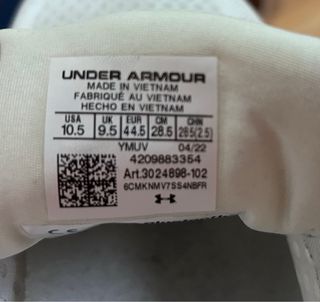 UNDER ARMOUR
MADE IN VIETNAM
FABRIQUÉ AU VIETNAM
HECHO EN VIETNAM
USA UK EUR CM CHN
10.5 9.5 44.5 28.5 285(2.5)
YMUV 04/22
4209883354
Art.3024898-102
6CMKNMV7SS4NBFR